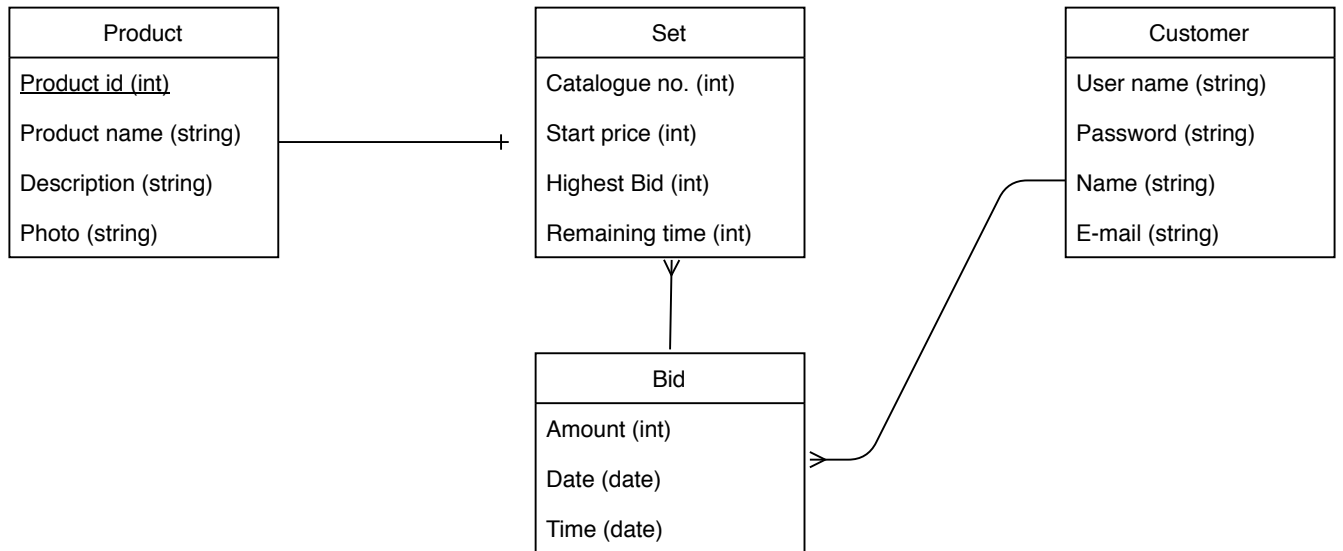 Product
Product id (int)
Product name (string)
Description (string)
Photo (string)
Set
Catalogue no. (int)
Start price (int)
Highest Bid (int)
Remaining time (int)
Customer
User name (string)
Password (string)
Name (string)
E-mail (string)
Bid
Amount (int)
Date (date)
Time (date)